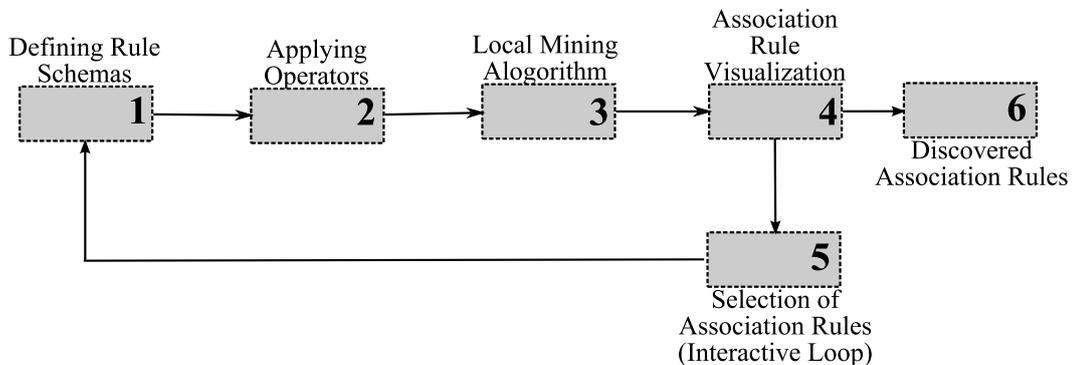 Defining Rule
Schemas
1
Applying
Operators
2
Local Mining
Alogorithm
3
Association
Rule
Visualization
4
6
Discovered
Association Rules
5
Selection of
Association Rules
(Interactive Loop)